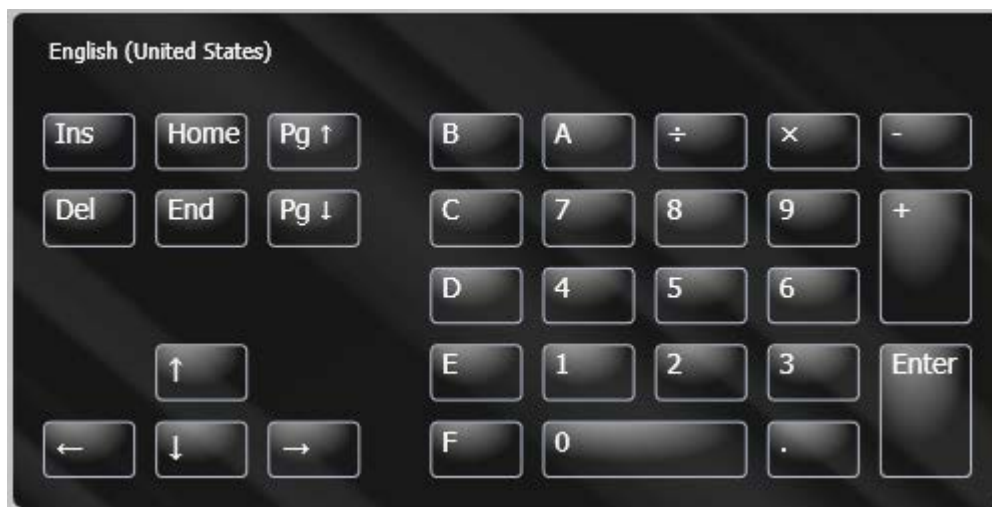 English (United States)
Ins Home Pg ↑ B A ÷ × -
Del End Pg ↓ C 7 8 9 +
D 4 5 6
↑ E 1 2 3 Enter
← ↓ → F 0 .